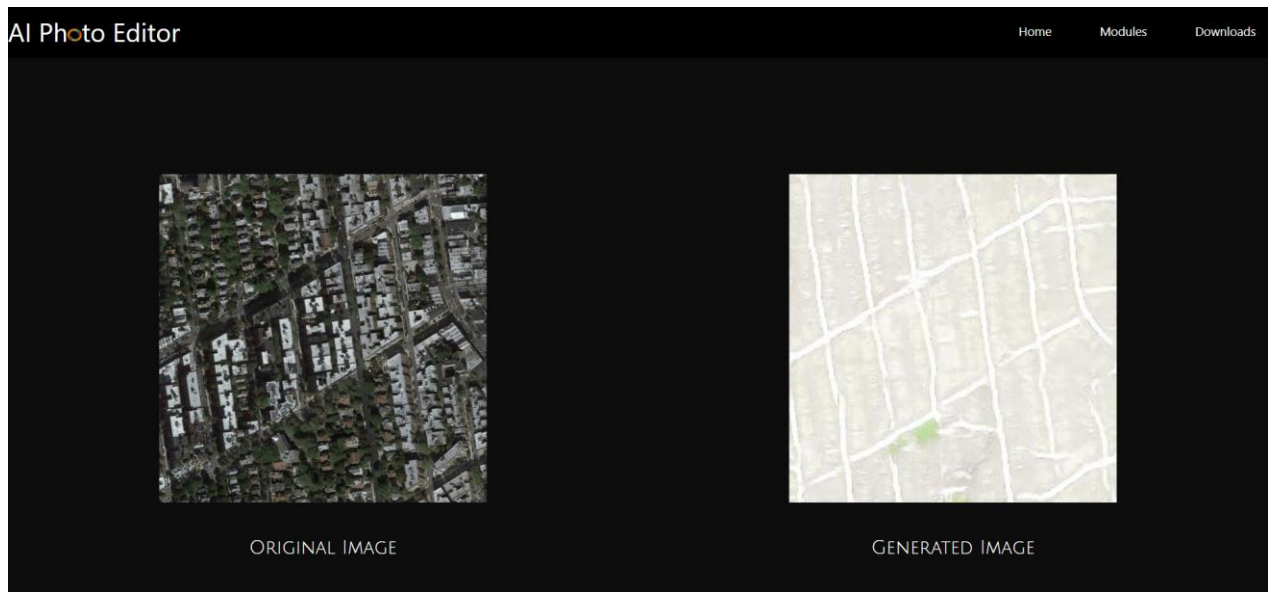 AI Photo Editor
Home Modules Downloads
Original Image
Generated Image